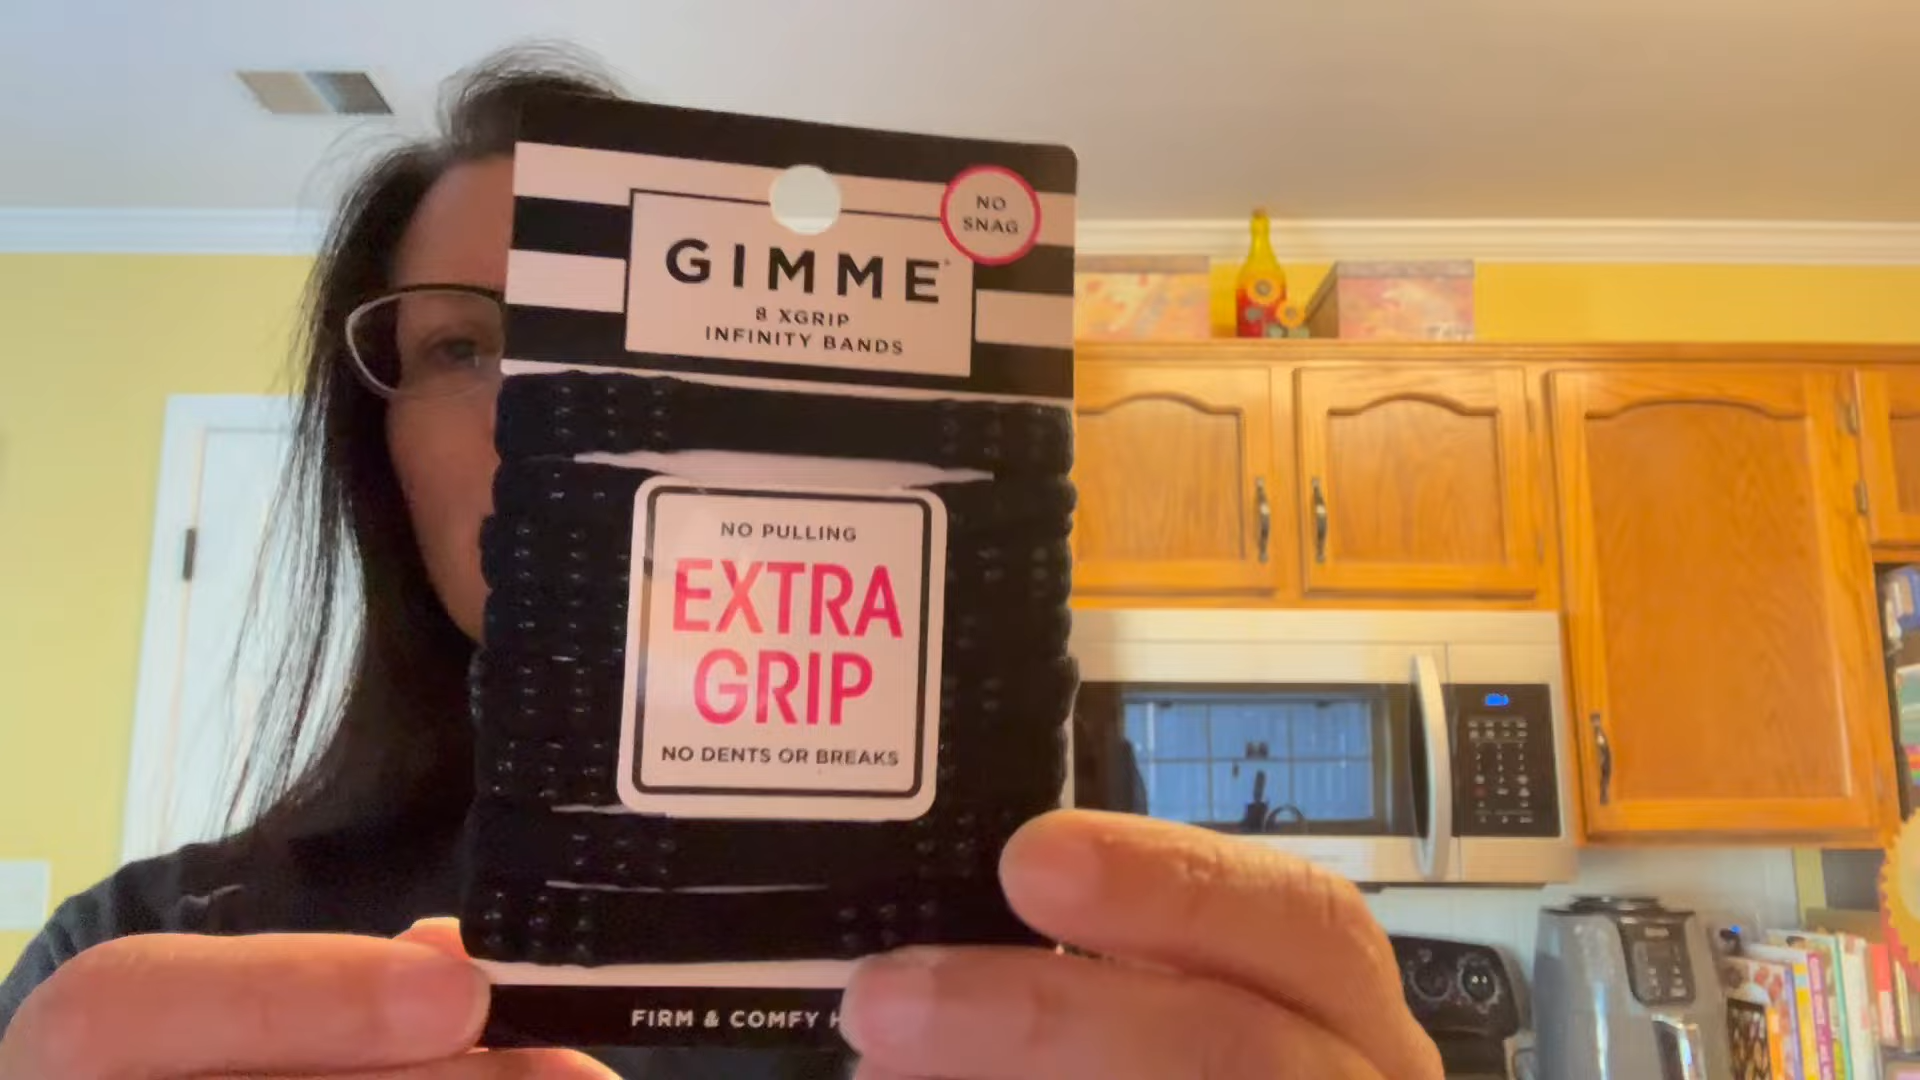 NO
SNAG
GIMME
8 XGRIP
INFINITY BANDS
NO PULLING
EXTRA
GRIP
NO DENTS OR BREAKS
FIRM & COMFY